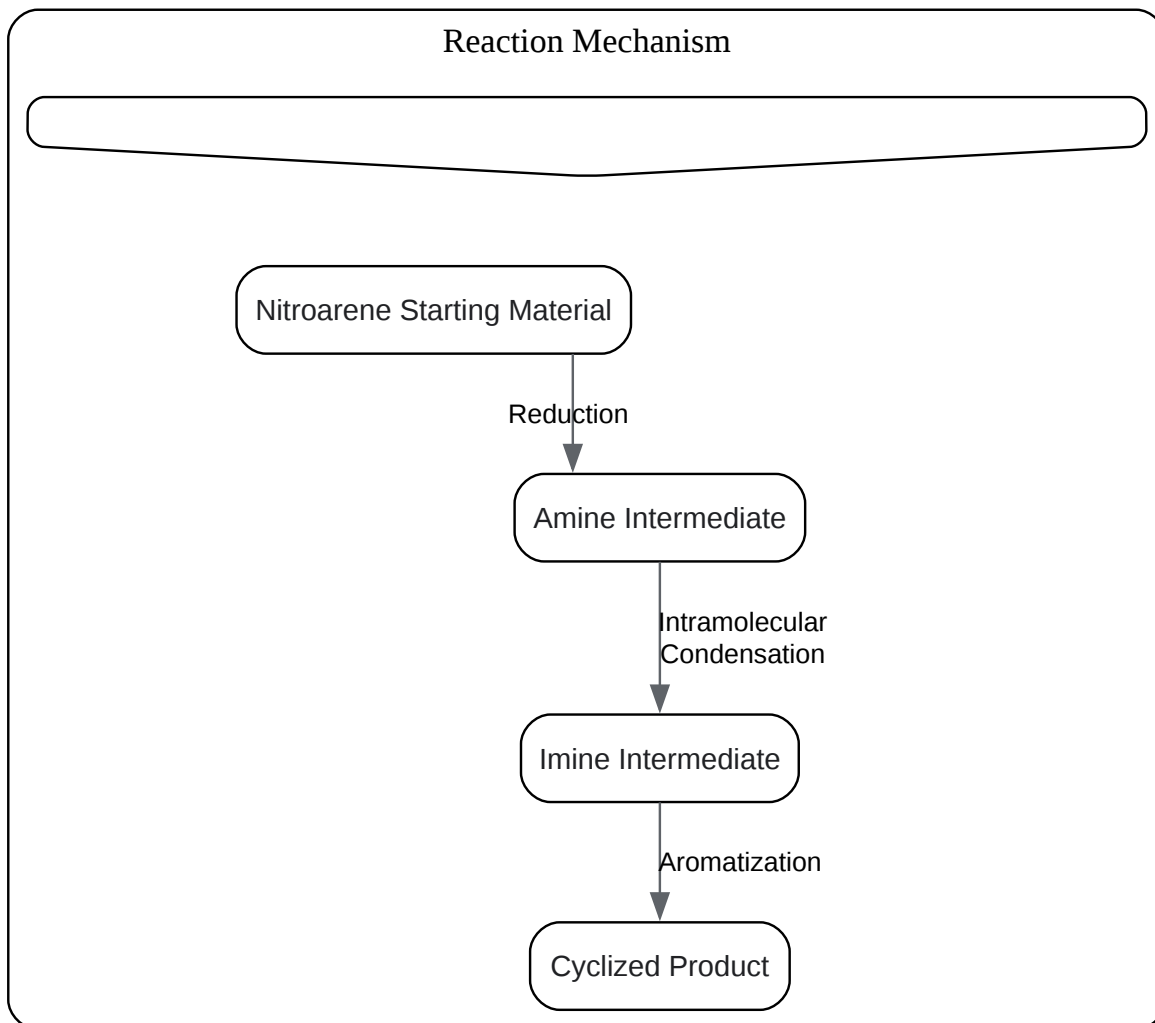 Reaction Mechanism
Nitroarene Starting Material
Reduction
Amine Intermediate
Intramolecular
Condensation
Imine Intermediate
Aromatization
Cyclized Product